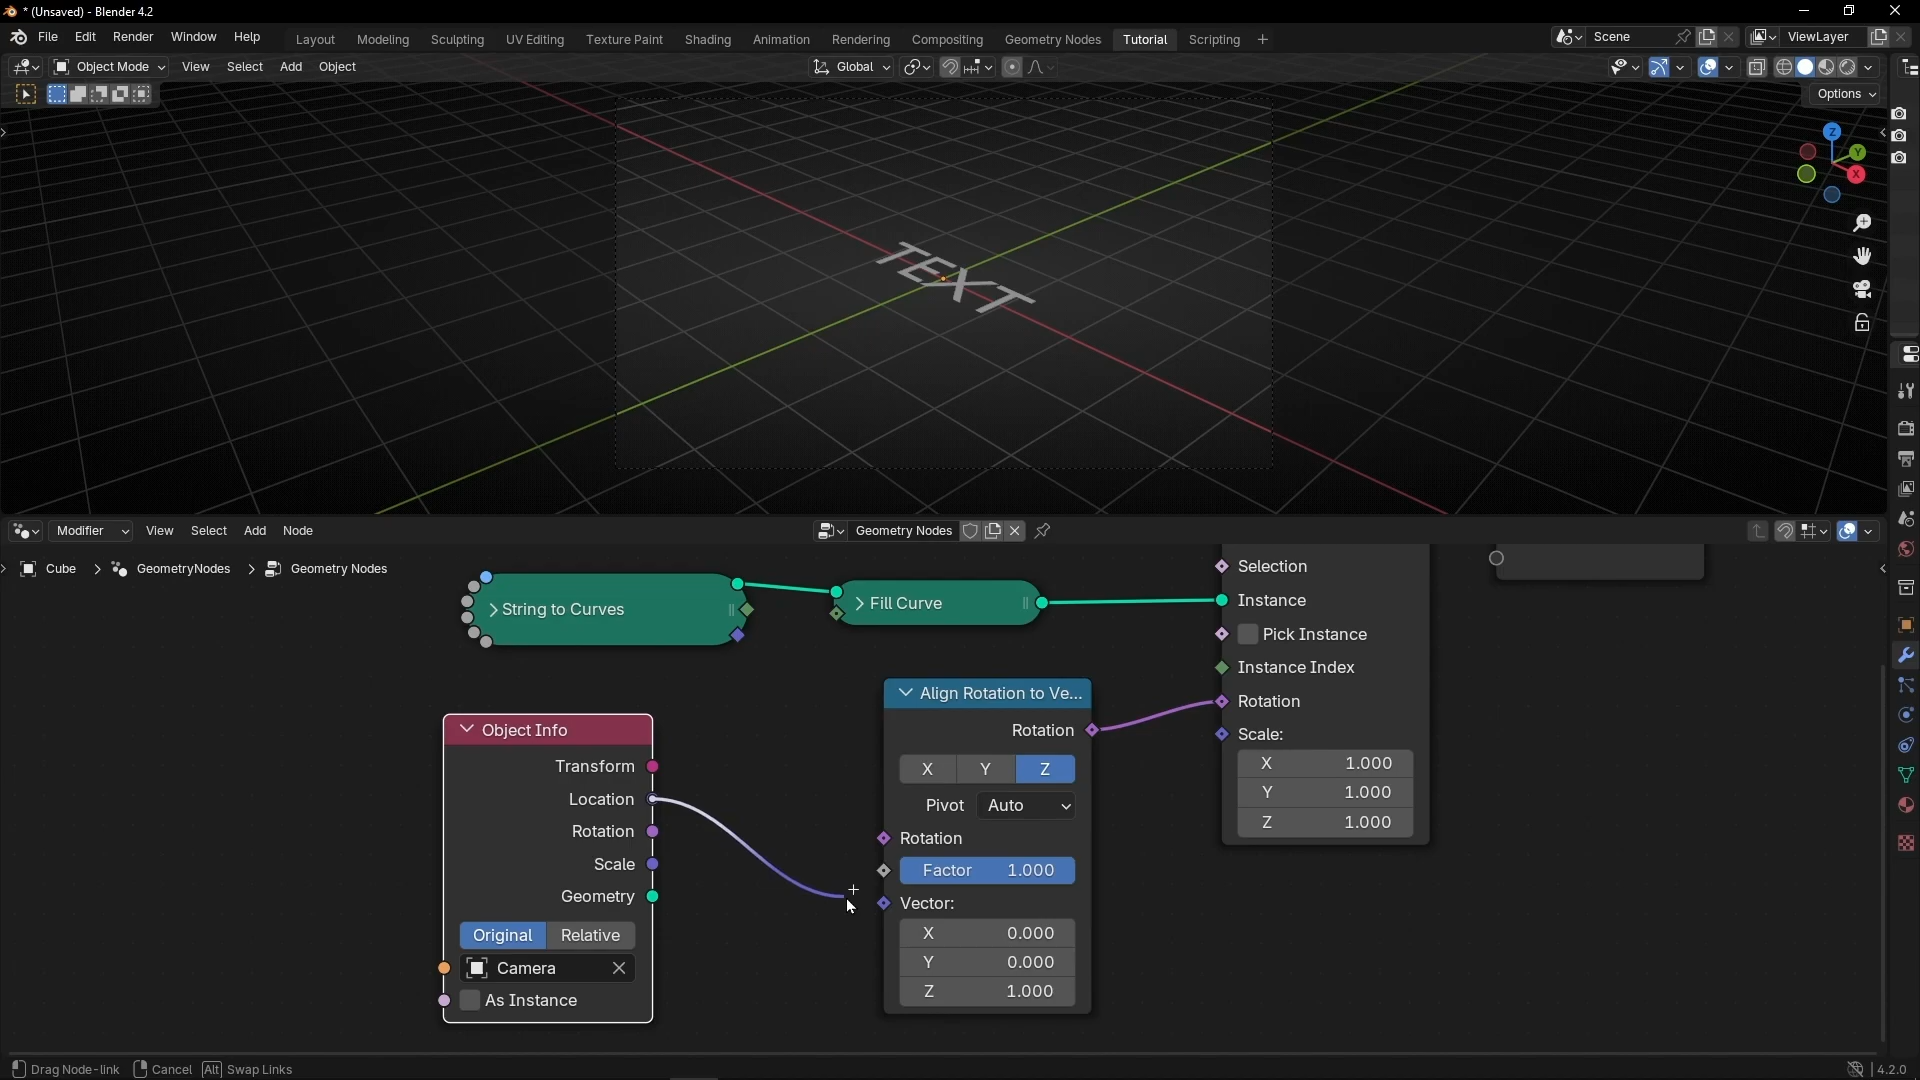 * (Unsaved) - Blender 4.2
File Edit Render Window Help Layout Modeling Sculpting UV Editing Texture Paint Shading Animation Rendering Compositing Geometry Nodes Tutorial Scripting + Scene ViewLayer
Object Mode View Select Add Object Global
Options
Z
Y
X
TEXT
Modifier View Select Add Node Geometry Nodes
Cube > GeometryNodes > Geometry Nodes
Selection
String to Curves
Fill Curve
Instance
Pick Instance
Instance Index
Rotation
Scale:
X 1.000
Y 1.000
Z 1.000
Align Rotation to Ve...
Rotation
X Y Z
Pivot Auto
Rotation
Factor 1.000
Vector:
X 0.000
Y 0.000
Z 1.000
Object Info
Transform
Location
Rotation
Scale
Geometry
Original Relative
Camera
As Instance
Drag Node-link Cancel Alt Swap Links 4.2.0